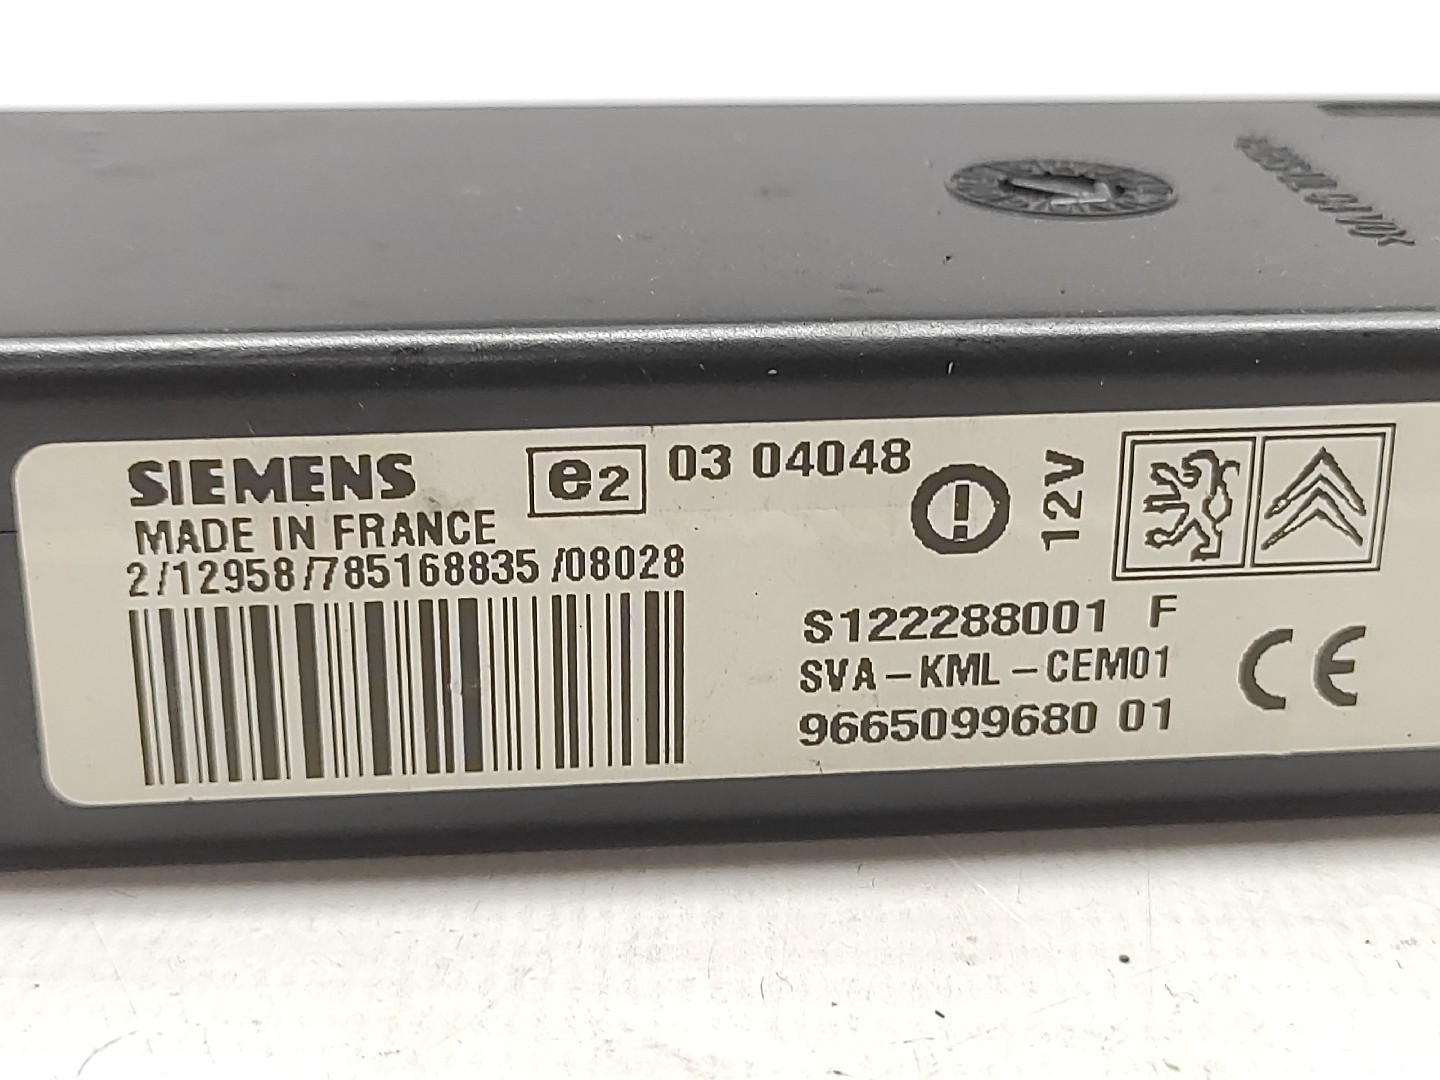 SIEMENS
e2 03 04048
MADE IN FRANCE
2/12958/785168835/08028
12V
S122288001 F
SVA-KML-CEM01
9665099680 01
CE